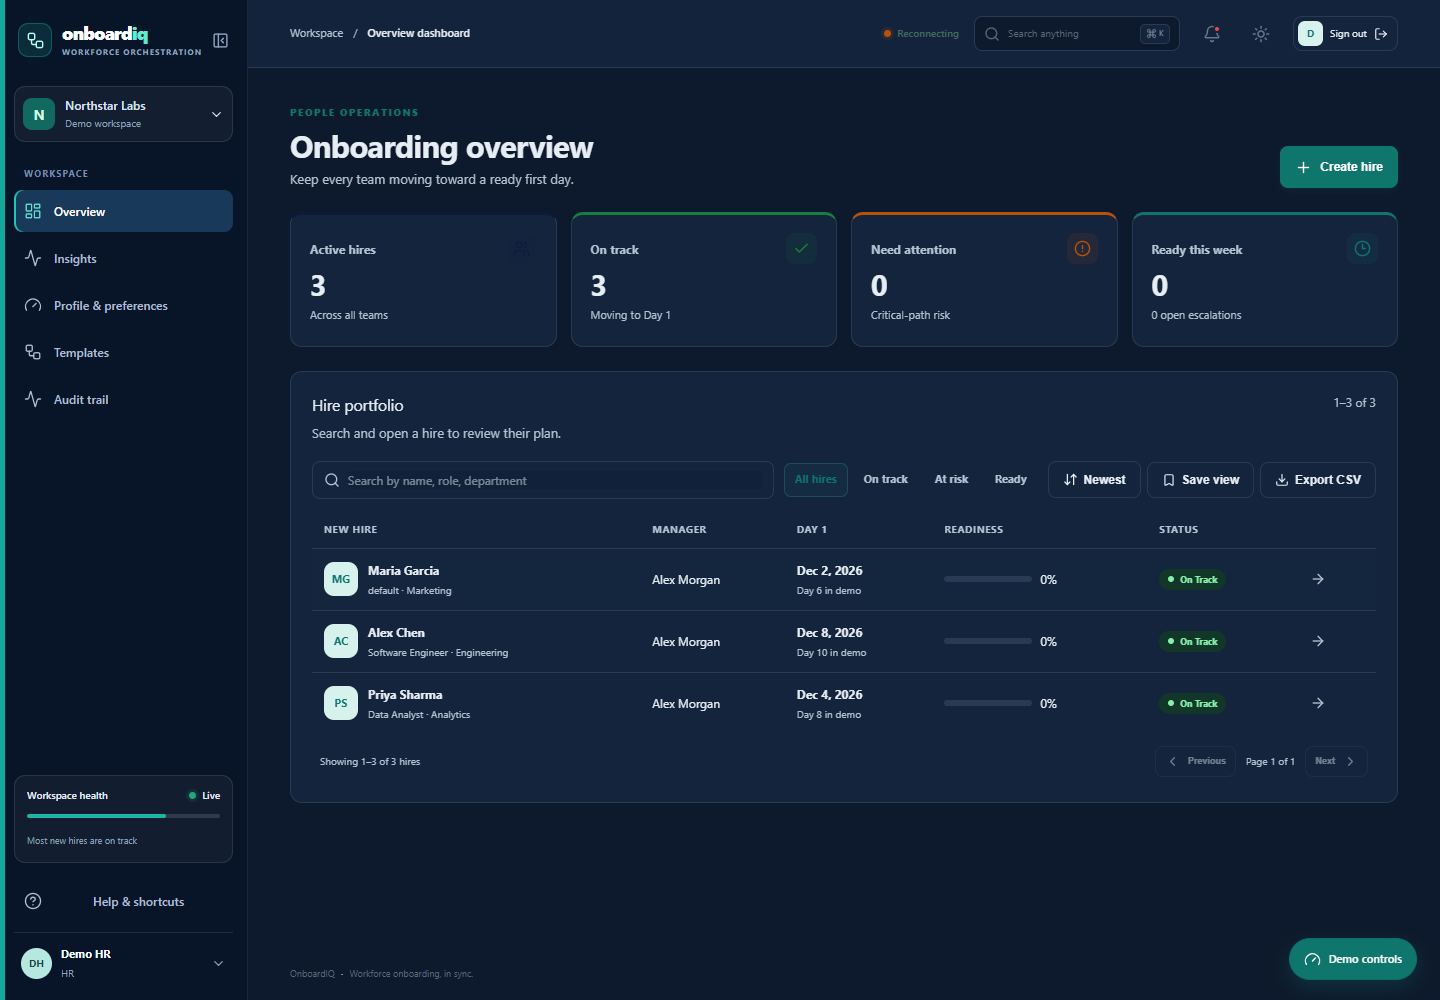 onboardiq
WORKFORCE ORCHESTRATION
N
Northstar Labs
Demo workspace
WORKSPACE
Overview
Insights
Profile & preferences
Templates
Audit trail
Workspace health
Live
Most new hires are on track
Help & shortcuts
DH
Demo HR
HR
Workspace / Overview dashboard
Reconnecting
Search anything
⌘ K
D
Sign out
PEOPLE OPERATIONS
Onboarding overview
Keep every team moving toward a ready first day.
Create hire
Active hires
3
Across all teams
On track
3
Moving to Day 1
Need attention
0
Critical-path risk
Ready this week
0
0 open escalations
Hire portfolio
1–3 of 3
Search and open a hire to review their plan.
Search by name, role, department
All hires
On track
At risk
Ready
Newest
Save view
Export CSV
NEW HIRE MANAGER DAY 1 READINESS STATUS
MG
Maria Garcia
default · Marketing
Alex Morgan
Dec 2, 2026
Day 6 in demo
0%
On Track
AC
Alex Chen
Software Engineer · Engineering
Alex Morgan
Dec 8, 2026
Day 10 in demo
0%
On Track
PS
Priya Sharma
Data Analyst · Analytics
Alex Morgan
Dec 4, 2026
Day 8 in demo
0%
On Track
Showing 1–3 of 3 hires
Previous
Page 1 of 1
Next
OnboardIQ · Workforce onboarding, in sync.
Demo controls